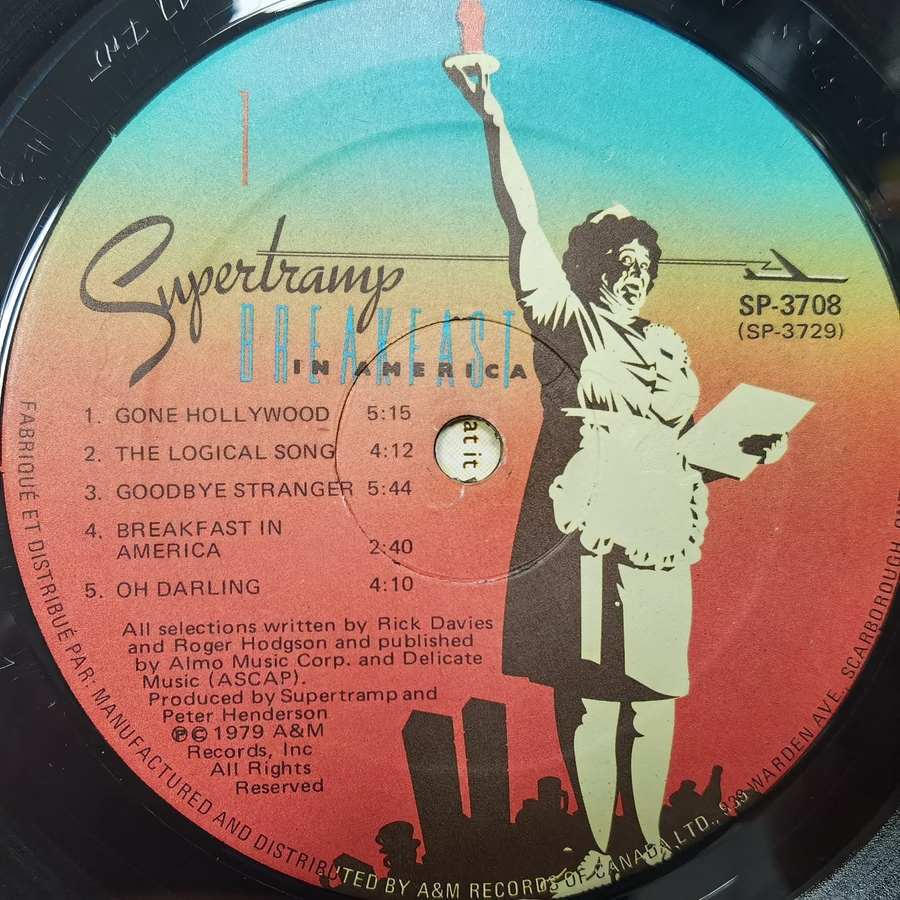 1
Supertramp
BREAKFAST
IN AMERICA
SP-3708
(SP-3729)
1. GONE HOLLYWOOD 5:15
2. THE LOGICAL SONG 4:12
3. GOODBYE STRANGER 5:44
4. BREAKFAST IN
AMERICA 2:40
5. OH DARLING 4:10
at it
All selections written by Rick Davies
and Roger Hodgson and published
by Almo Music Corp. and Delicate
Music (ASCAP).
Produced by Supertramp and
Peter Henderson
℗© 1979 A&M
Records, Inc
All Rights
Reserved
FABRIQUÉ ET DISTRIBUÉ PAR: MANUFACTURED AND DISTRIBUTED BY A&M RECORDS OF CANADA LTD., 939 WARDEN AVE., SCARBOROUGH,